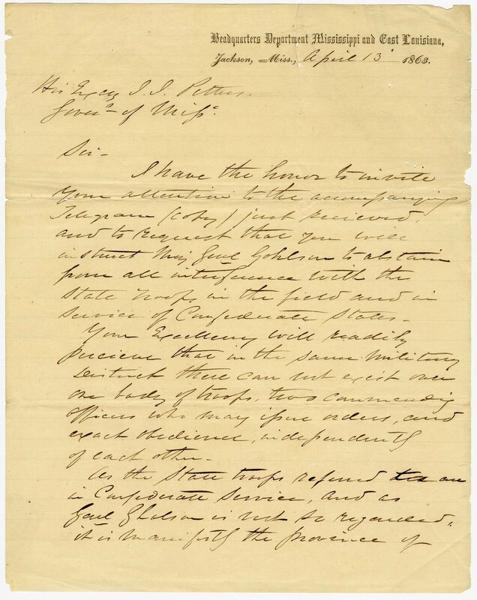 Headquarters Department Mississippi and East Louisiana,
Jackson, Miss., April 13 1863.
His Excy J. J. Pettus.
Govr. of Miss.
Sir-
I have the honor to invite
your attention to the accompanying
Telegram (Copy) just recieved,
and to request that you will
instruct Maj Genl Gohlson to abstain
from all interference with the
State troops in the field and in
service of Confederate States.
Your Excellency will readily
percieve that in the same Military
District there can not exist over
one body of troops, two commanding
officers who may issue orders, and
exact obedience, independently
of each other.
As the State troops referred to are
in Confederate Service, and as
Genl Gholson is not so regarded,
it is manifestly the province of